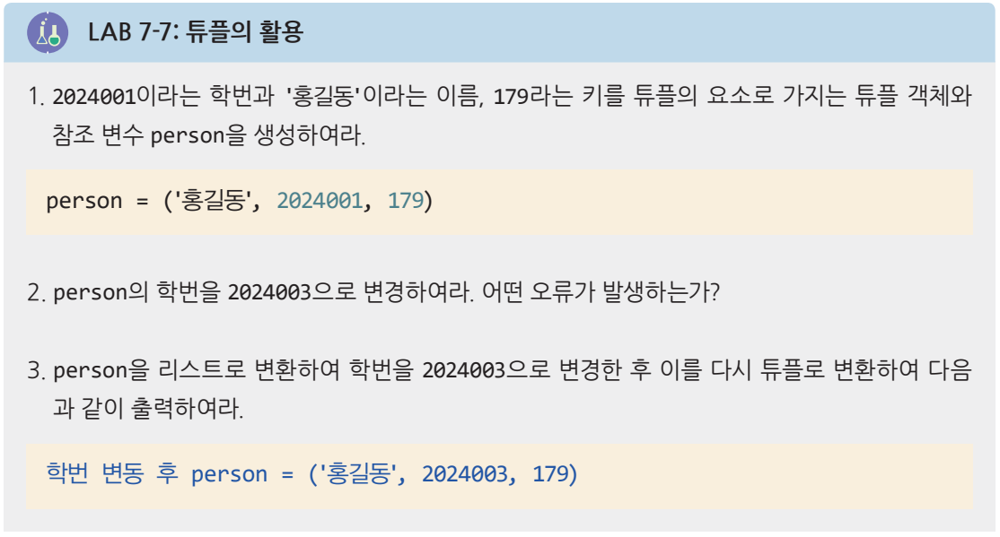 LAB 7-7: 튜플의 활용
1. 2024001이라는 학번과 '홍길동'이라는 이름, 179라는 키를 튜플의 요소로 가지는 튜플 객체와
참조 변수 person을 생성하여라.
person = ('홍길동', 2024001, 179)
2. person의 학번을 2024003으로 변경하여라. 어떤 오류가 발생하는가?
3. person을 리스트로 변환하여 학번을 2024003으로 변경한 후 이를 다시 튜플로 변환하여 다음
과 같이 출력하여라.
학번 변동 후 person = ('홍길동', 2024003, 179)